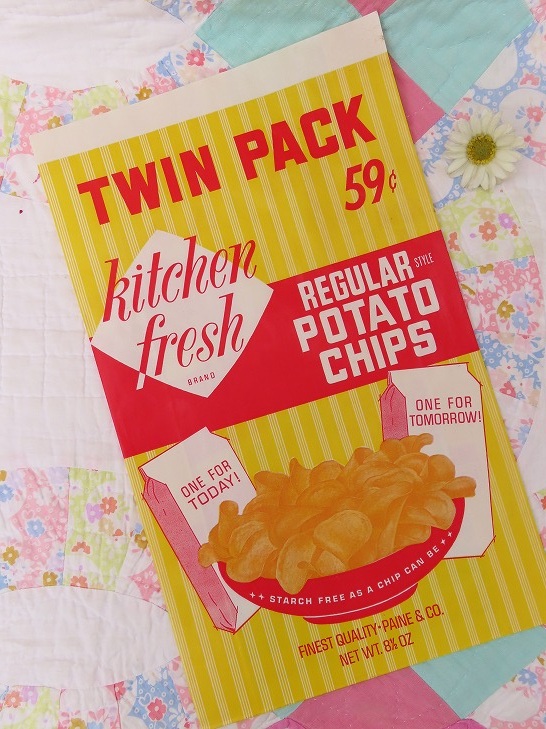 TWIN PACK
59¢
kitchen
fresh
BRAND
REGULAR STYLE
POTATO
CHIPS
ONE FOR
TODAY!
ONE FOR
TOMORROW!
++ STARCH FREE AS A CHIP CAN BE ++
FINEST QUALITY·PAINE & CO.
NET WT. 8½ OZ